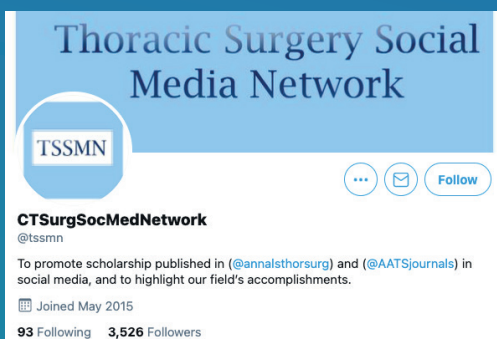 Thoracic Surgery Social
Media Network
TSSMN
Follow
CTSurgSocMedNetwork
@tssmn
To promote scholarship published in (@annalsthorsurg) and (@AATSjournals) in
social media, and to highlight our field's accomplishments.
Joined May 2015
93 Following 3,526 Followers